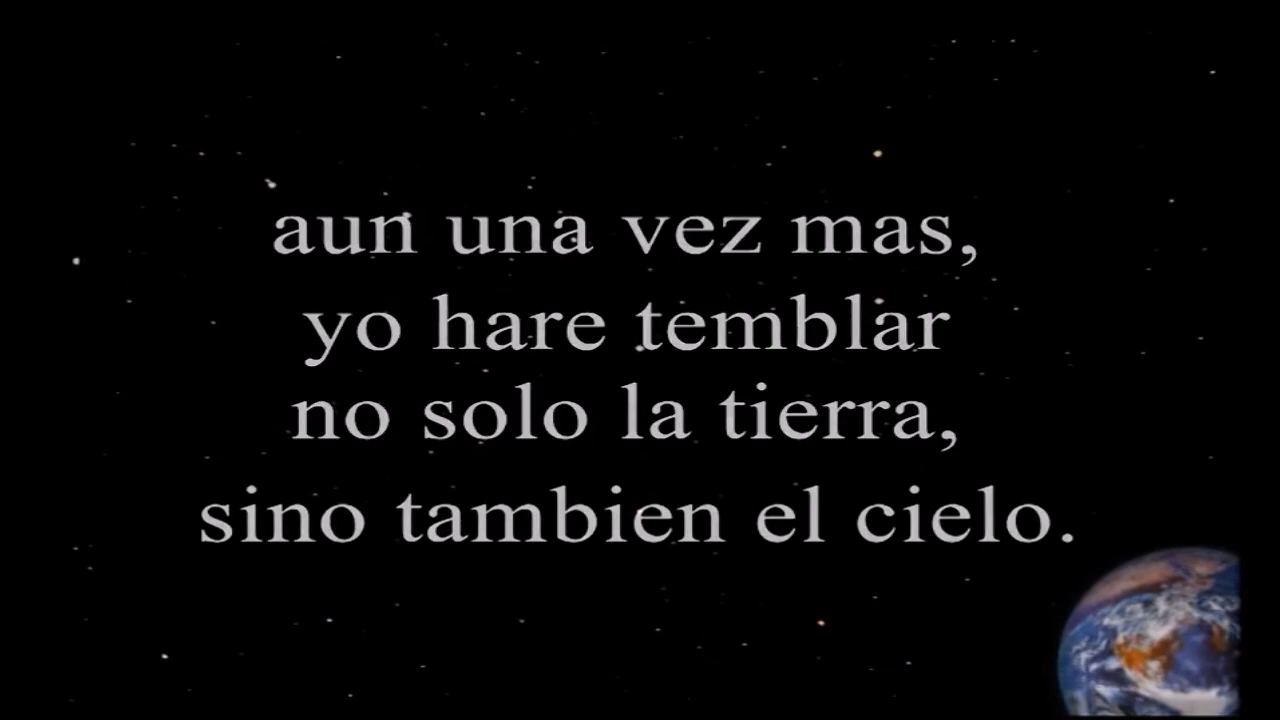 aun una vez mas,
yo hare temblar
no solo la tierra,
sino tambien el cielo.